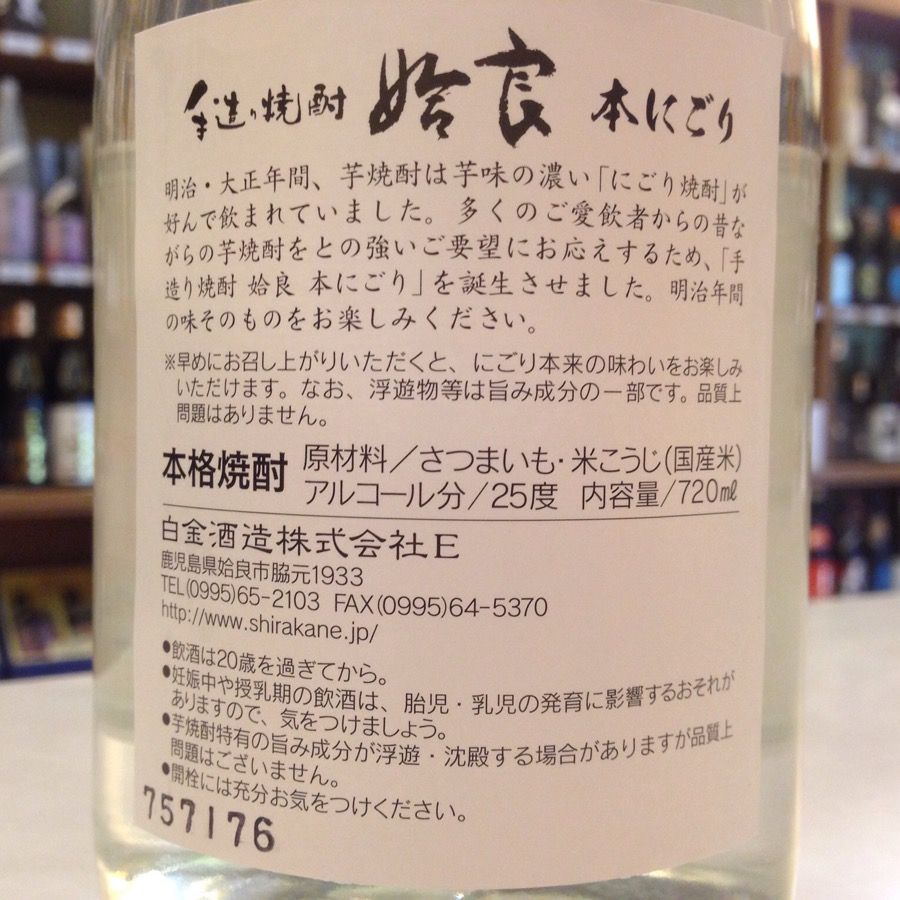 手造り焼酎 姶良 本にごり
明治・大正年間、芋焼酎は芋味の濃い「にごり焼酎」が
好んで飲まれていました。多くのご愛飲者からの昔な
がらの芋焼酎をとの強いご要望にお応えするため、「手
造り焼酎 姶良 本にごり」を誕生させました。明治年間
の味そのものをお楽しみください。
※早めにお召し上がりいただくと、にごり本来の味わいをお楽しみ
いただけます。なお、浮遊物等は旨み成分の一部です。品質上
問題はありません。
本格焼酎 原材料/さつまいも・米こうじ(国産米)
アルコール分/25度 内容量/720㎖
白金酒造株式会社E
鹿児島県姶良市脇元1933
TEL(0995)65-2103 FAX(0995)64-5370
http://www.shirakane.jp/
●飲酒は20歳を過ぎてから。
●妊娠中や授乳期の飲酒は、胎児・乳児の発育に影響するおそれが
ありますので、気をつけましょう。
●芋焼酎特有の旨み成分が浮遊・沈殿する場合がありますが品質上
問題はございません。
●開栓には充分お気をつけください。
757176